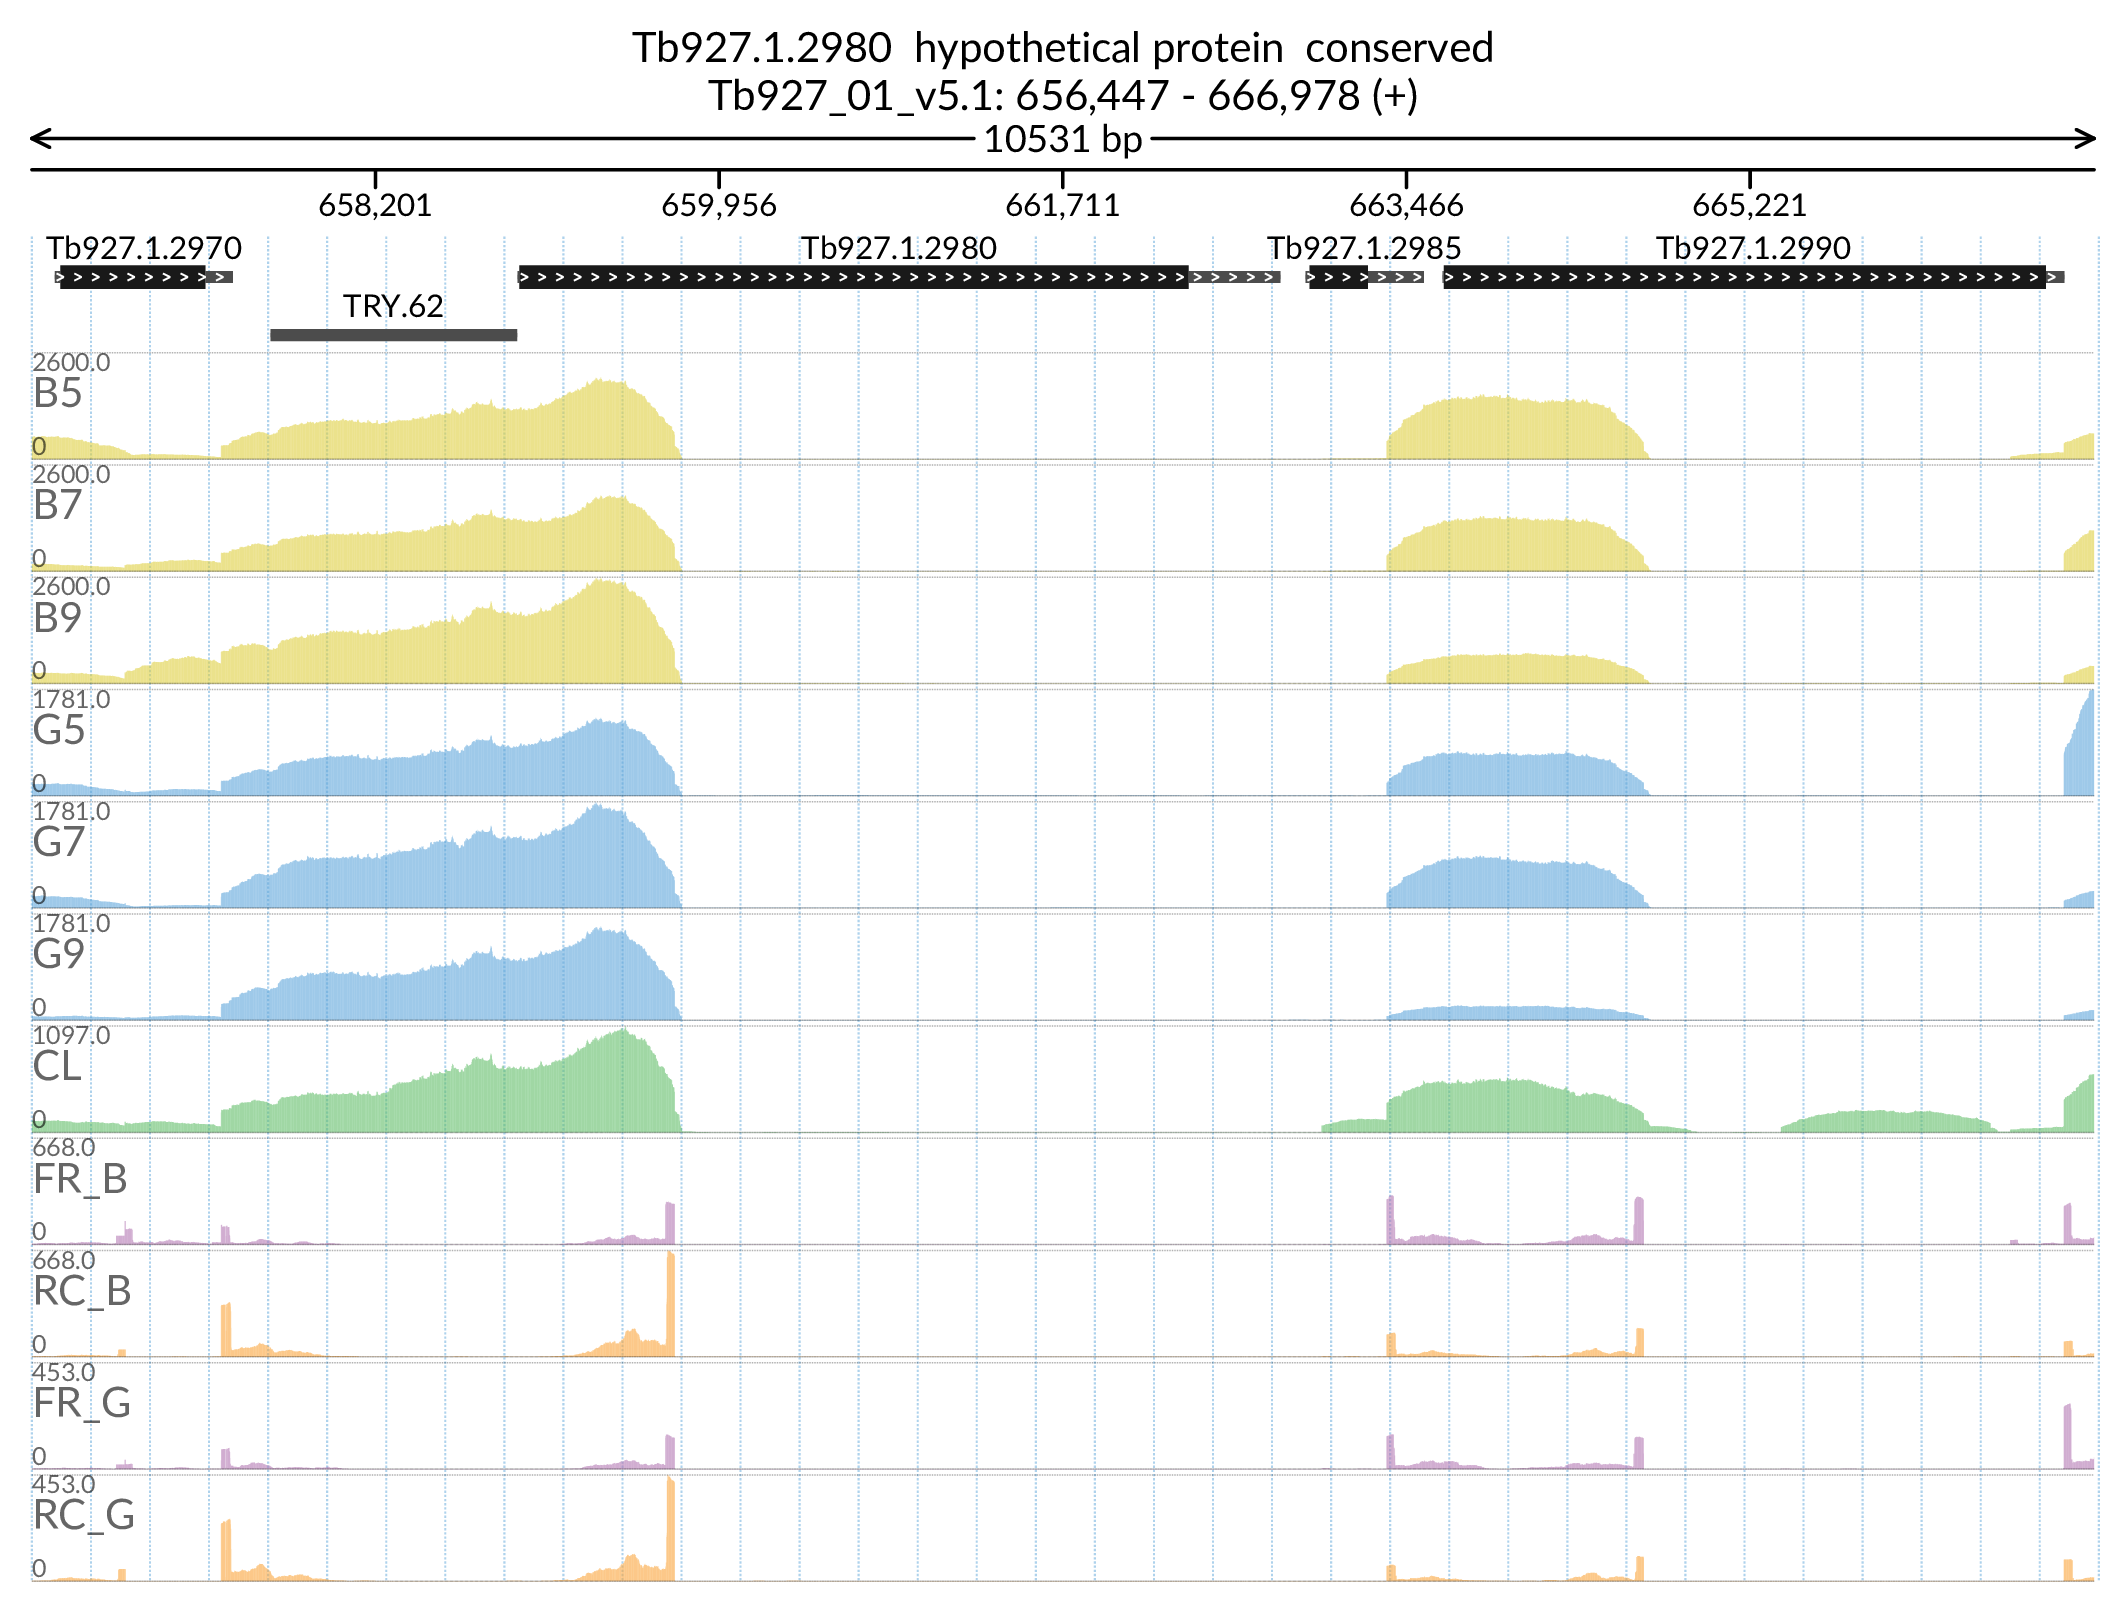 Tb927.1.2980 hypothetical protein conserved
Tb927_01_v5.1: 656,447 - 666,978 (+)
10531 bp
658,201 659,956 661,711 663,466 665,221
Tb927.1.2970 Tb927.1.2980 Tb927.1.2985 Tb927.1.2990
TRY.62
2600.0
B5
0
2600.0
B7
0
2600.0
B9
0
1781.0
G5
0
1781.0
G7
0
1781.0
G9
0
1097.0
CL
0
668.0
FR_B
0
668.0
RC_B
0
453.0
FR_G
0
453.0
RC_G
0